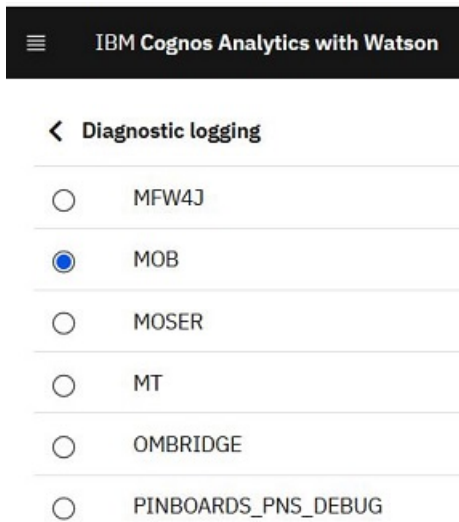 IBM Cognos Analytics with Watson
Diagnostic logging
MFW4J
MOB
MOSER
MT
OMBRIDGE
PINBOARDS_PNS_DEBUG